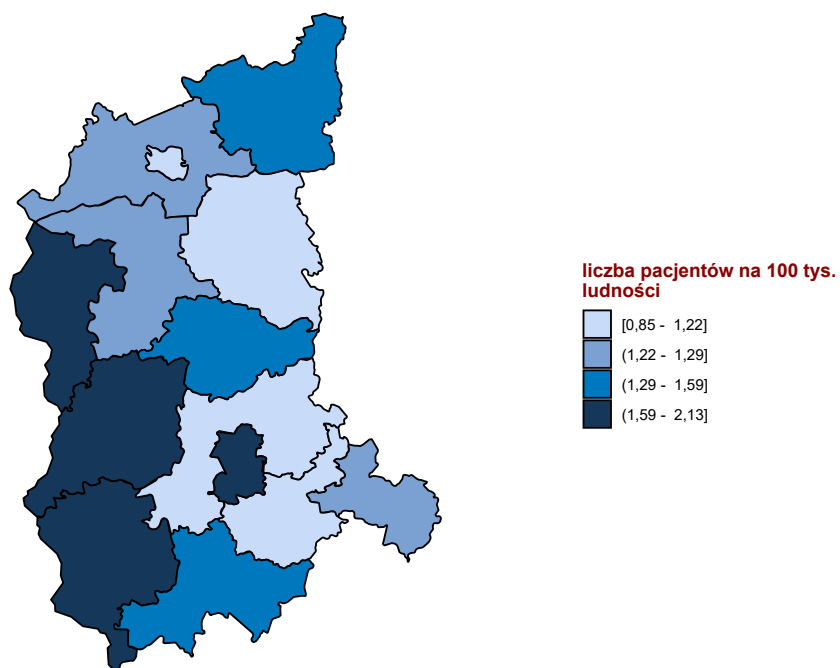 liczba pacjentów na 100 tys.
ludności
[0,85 - 1,22]
(1,22 - 1,29]
(1,29 - 1,59]
(1,59 - 2,13]